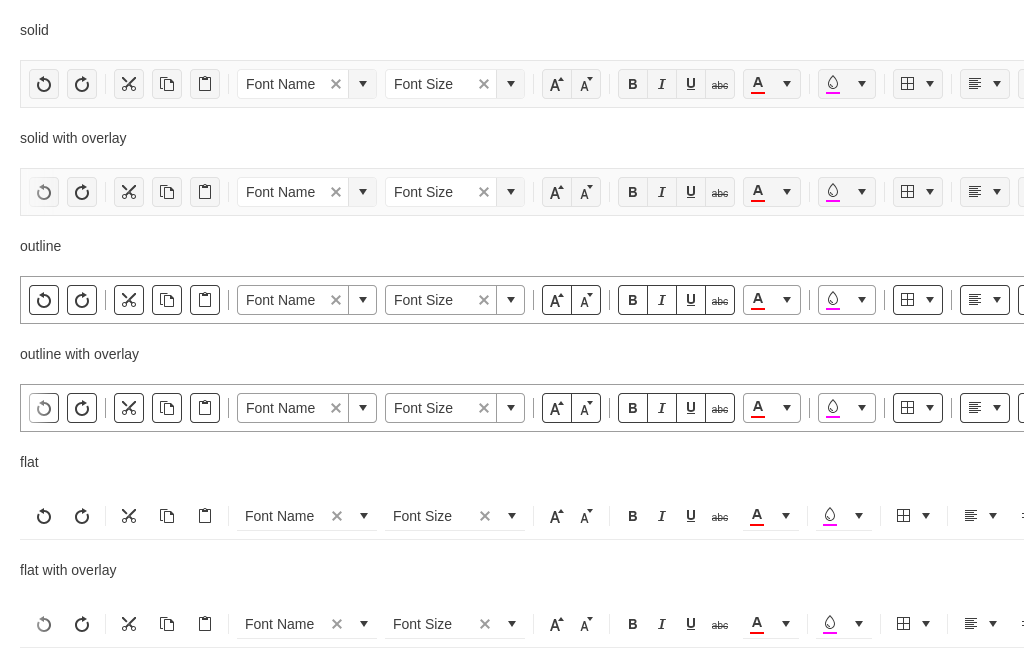 solid
Font Name Font Size A A B I U abc A
solid with overlay
Font Name Font Size A A B I U abc A
outline
Font Name Font Size A A B I U abc A
outline with overlay
Font Name Font Size A A B I U abc A
flat
Font Name Font Size A A B I U abc A
flat with overlay
Font Name Font Size A A B I U abc A